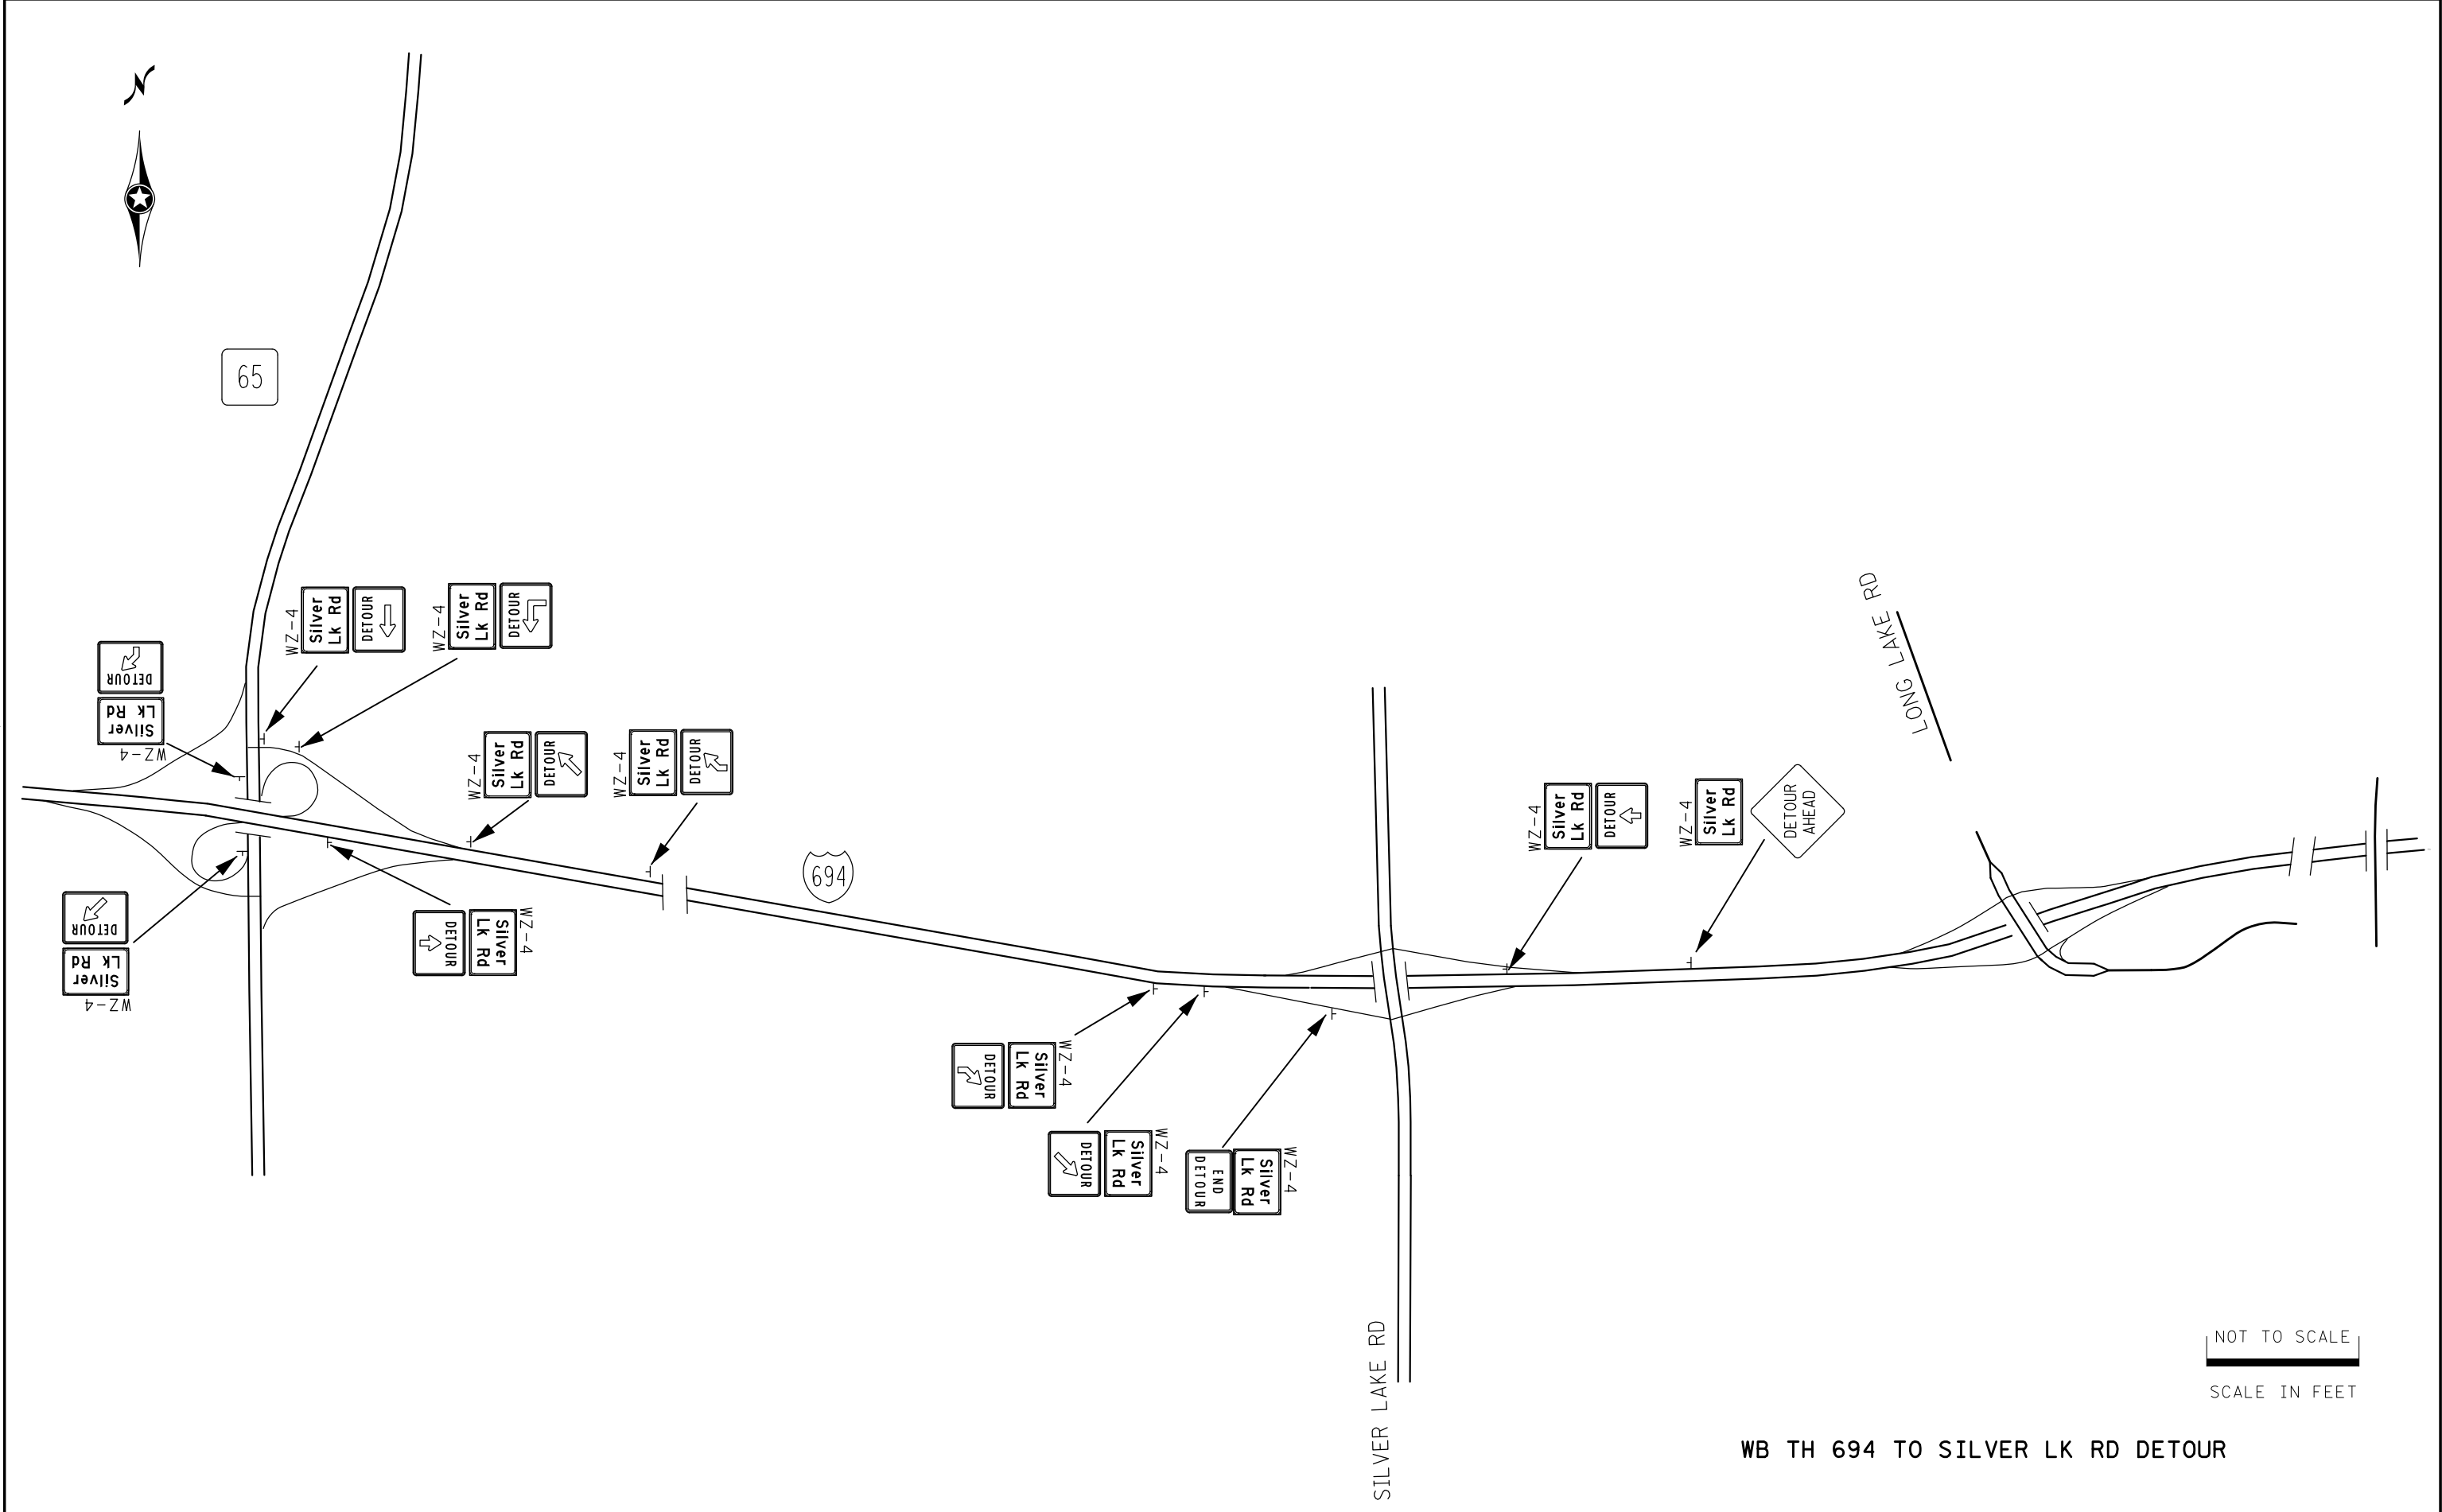 N
65
WZ-4
Silver
Lk Rd
DETOUR
WZ-4
Silver
Lk Rd
DETOUR
DETOUR
Silver
Lk Rd
WZ-4
WZ-4
Silver
Lk Rd
DETOUR
WZ-4
Silver
Lk Rd
DETOUR
694
WZ-4
Silver
Lk Rd
DETOUR
WZ-4
Silver
Lk Rd
DETOUR
AHEAD
LONG LAKE RD
DETOUR
Silver
Lk Rd
WZ-4
WZ-4
Silver
Lk Rd
DETOUR
WZ-4
Silver
Lk Rd
DETOUR
WZ-4
Silver
Lk Rd
DETOUR
WZ-4
Silver
Lk Rd
END
DETOUR
SILVER LAKE RD
NOT TO SCALE
SCALE IN FEET
WB TH 694 TO SILVER LK RD DETOUR